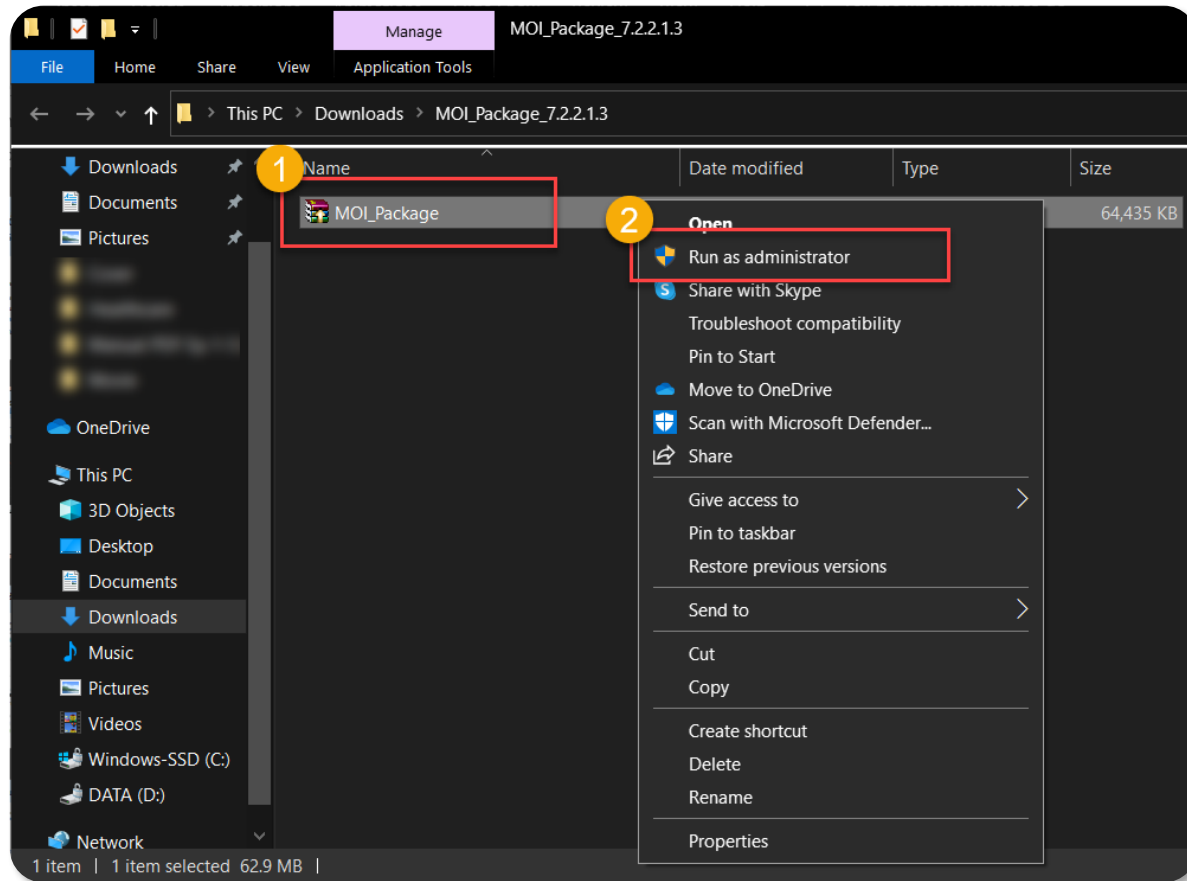 Manage
MOI_Package_7.2.2.1.3
File Home Share View Application Tools
This PC > Downloads > MOI_Package_7.2.2.1.3
1
Name Date modified Type Size
MOI_Package 64,435 KB
2
Open
Run as administrator
Share with Skype
Troubleshoot compatibility
Pin to Start
Move to OneDrive
Scan with Microsoft Defender...
Share
Give access to
Pin to taskbar
Restore previous versions
Send to
Cut
Copy
Create shortcut
Delete
Rename
Properties
Downloads
Documents
Pictures
OneDrive
This PC
3D Objects
Desktop
Documents
Downloads
Music
Pictures
Videos
Windows-SSD (C:)
DATA (D:)
Network
1 item | 1 item selected 62.9 MB |